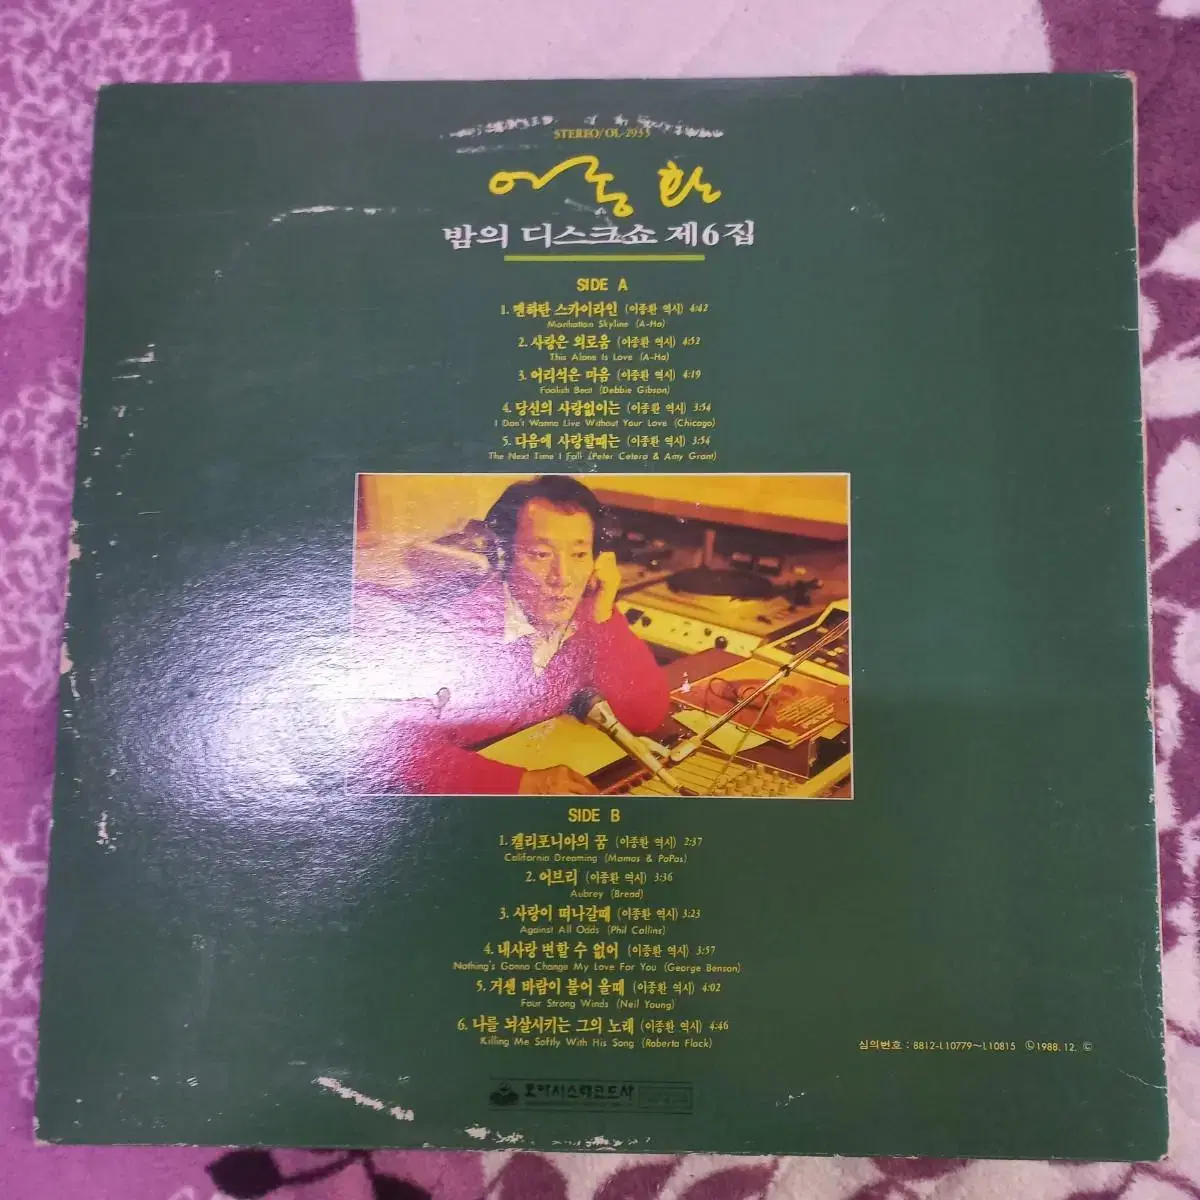 STEREO/OL-2933
이종환
밤의 디스크쇼 제6집
SIDE A
1. 맨하탄 스카이라인 (이종환 역시) 4:42
Manhattan Skyline (A-Ha)
2. 사랑은 외로움 (이종환 역시) 4:52
This Alone Is Love (A-Ha)
3. 어리석은 마음 (이종환 역시) 4:19
Foolish Beat (Debbie Gibson)
4. 당신의 사랑없이는 (이종환 역시) 3:54
I Don't Wanna Live Without Your Love (Chicago)
5. 다음에 사랑할때는 (이종환 역시) 3:54
The Next Time I Fall (Peter Cetera & Amy Grant)
SIDE B
1. 캘리포니아의 꿈 (이종환 역시) 2:37
California Dreaming (Mamas & PaPas)
2. 어브리 (이종환 역시) 3:36
Aubrey (Bread)
3. 사랑이 떠나갈때 (이종환 역시) 3:23
Against All Odds (Phil Collins)
4. 내사랑 변할 수 없어 (이종환 역시) 3:57
Nothing's Gonna Change My Love For You (George Benson)
5. 거센 바람이 불어 올때 (이종환 역시) 4:02
Four Strong Winds (Neil Young)
6. 나를 뇌살시키는 그의 노래 (이종환 역시) 4:46
Killing Me Softly With His Song (Roberta Flack)
심의번호 : 8812-L10779~L10815 ⓟ1988. 12. ©
오아시스레코드사